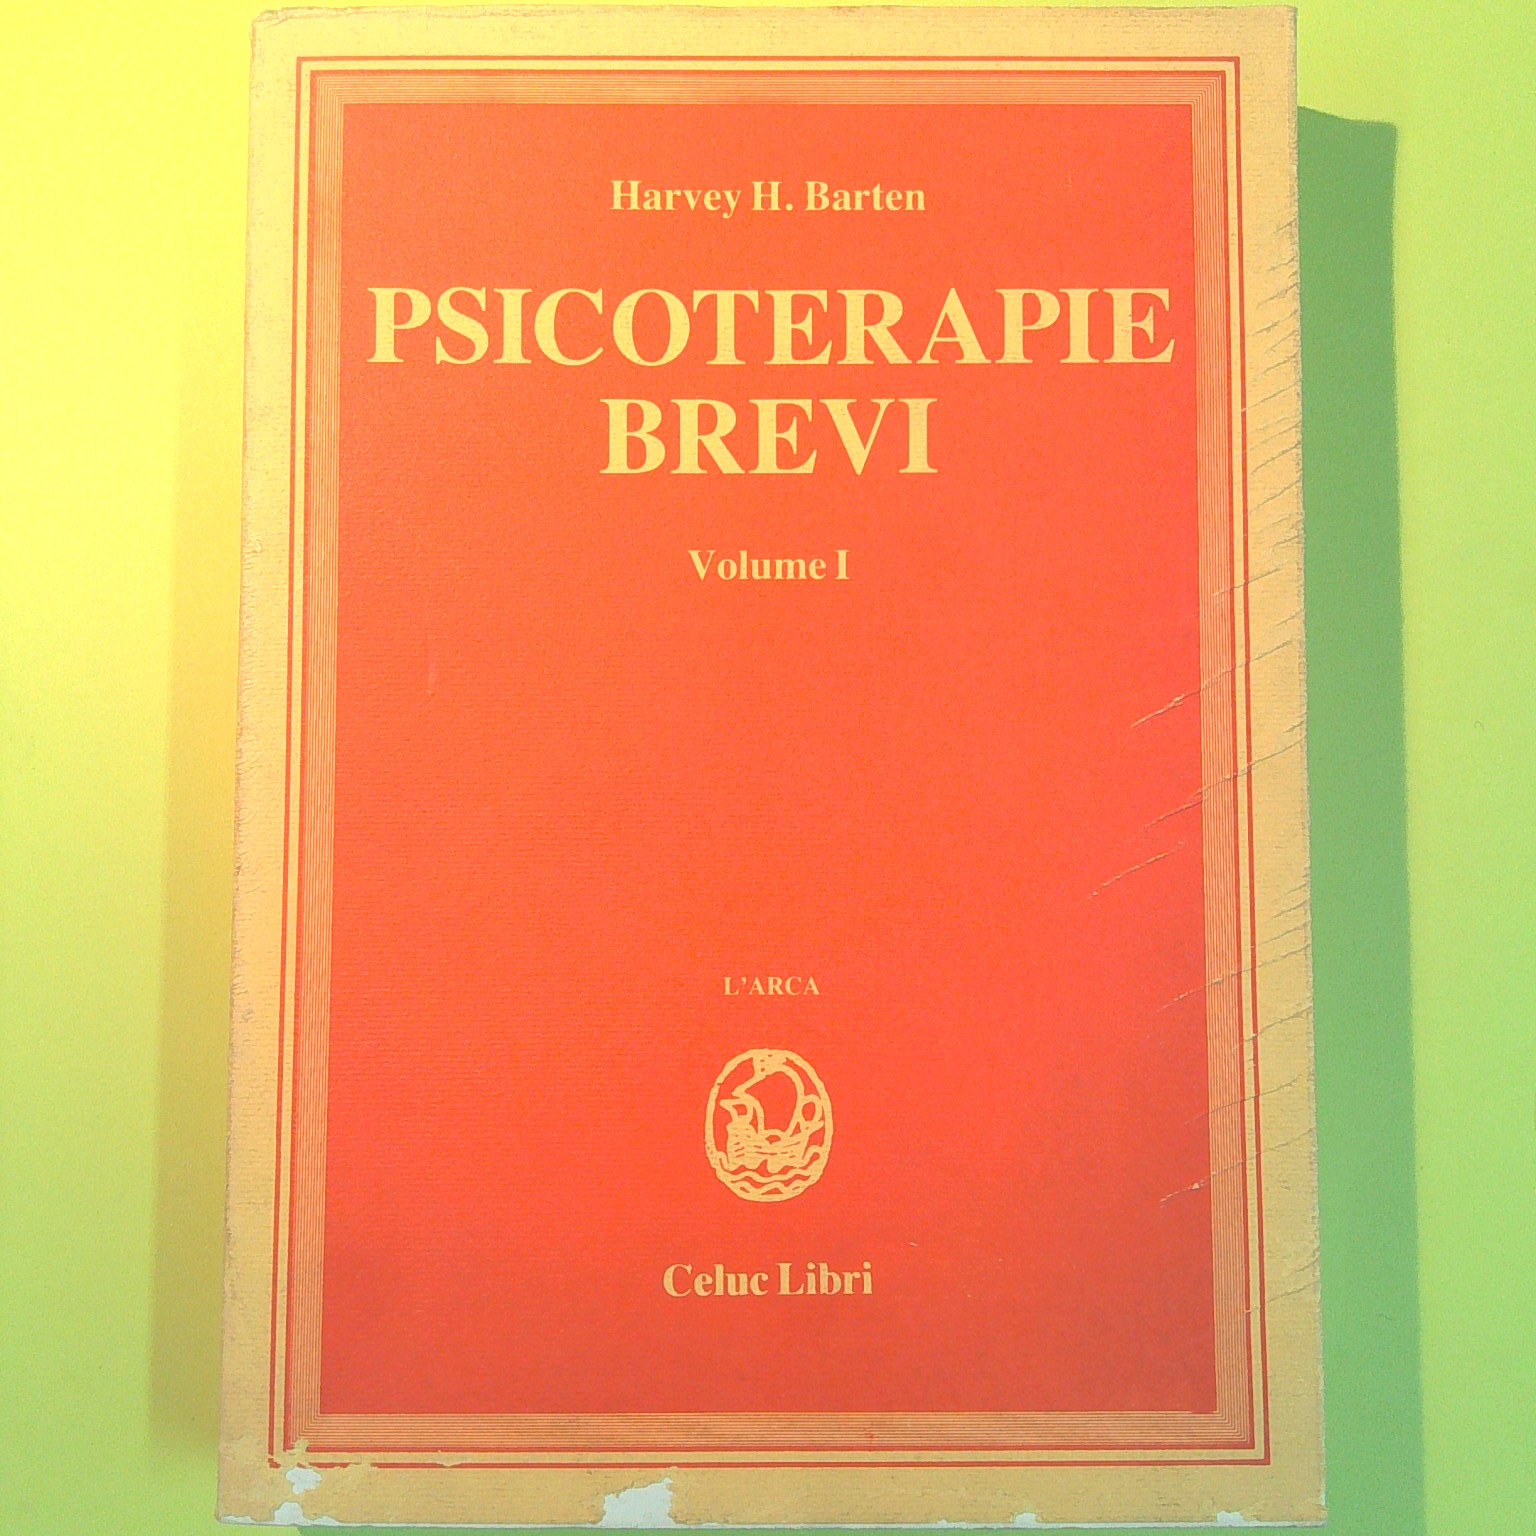 Harvey H. Barten
PSICOTERAPIE
BREVI
Volume I
L'ARCA
Celuc Libri